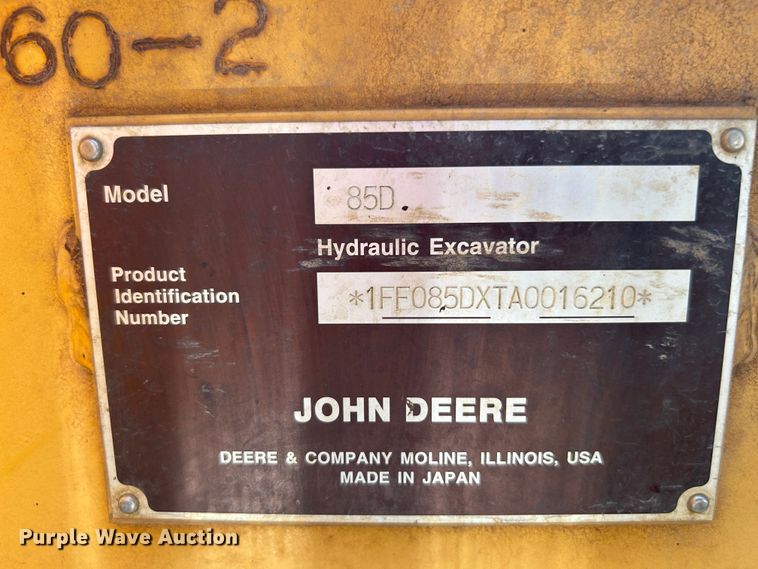 60-2
Model 85D
Hydraulic Excavator
Product
Identification
Number
*1FF085DXTA0016210*
JOHN DEERE
DEERE & COMPANY MOLINE, ILLINOIS, USA
MADE IN JAPAN
Purple Wave Auction